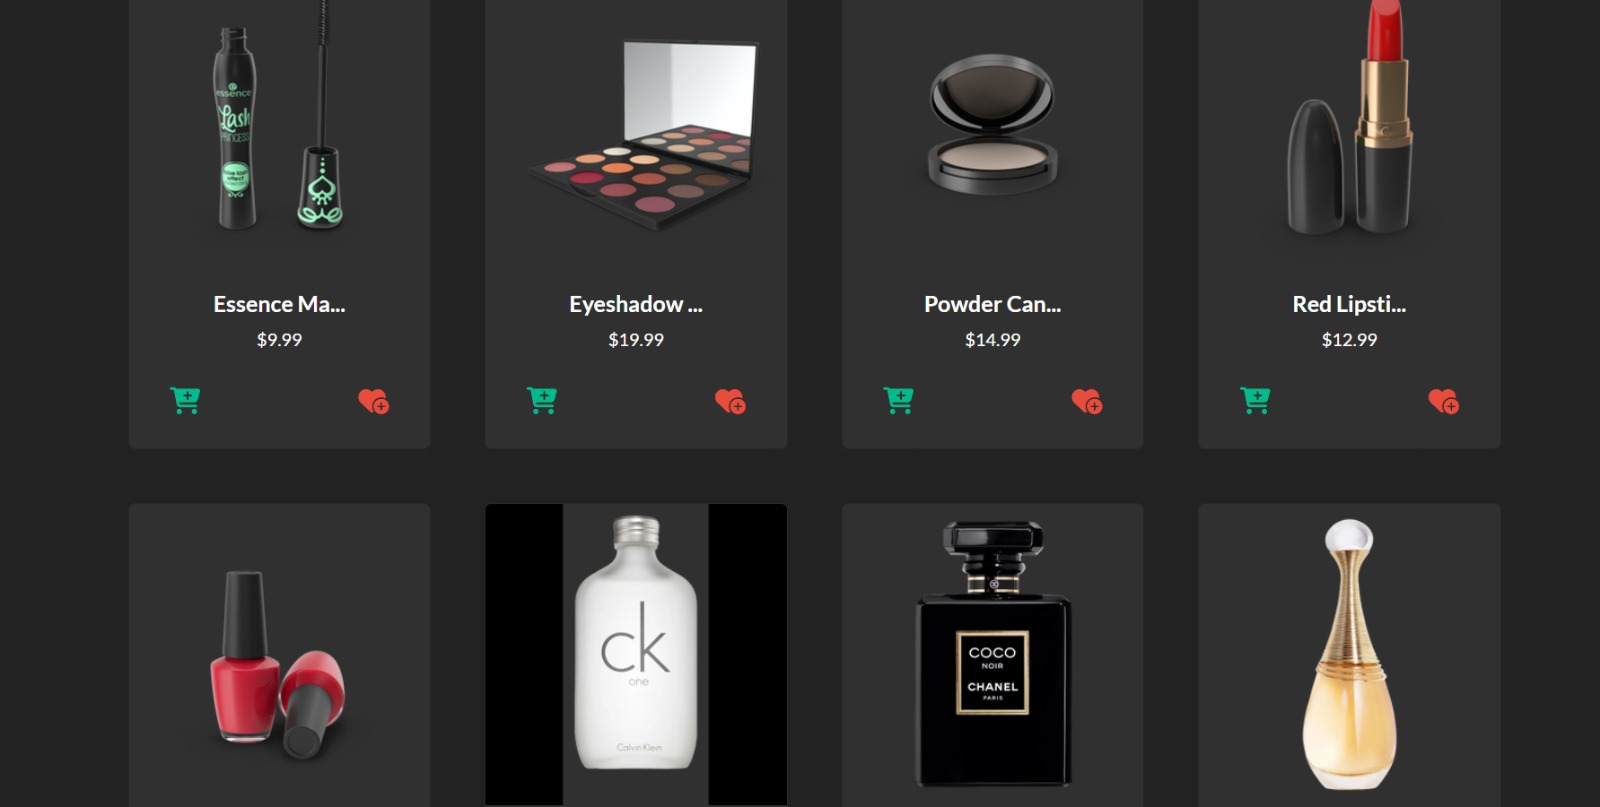 essence
Lash
PRINCESS
false lash
effect
Essence Ma...
$9.99
Eyeshadow ...
$19.99
Powder Can...
$14.99
Red Lipsti...
$12.99
ck
one
Calvin Klein
COCO
NOIR
CHANEL
PARIS